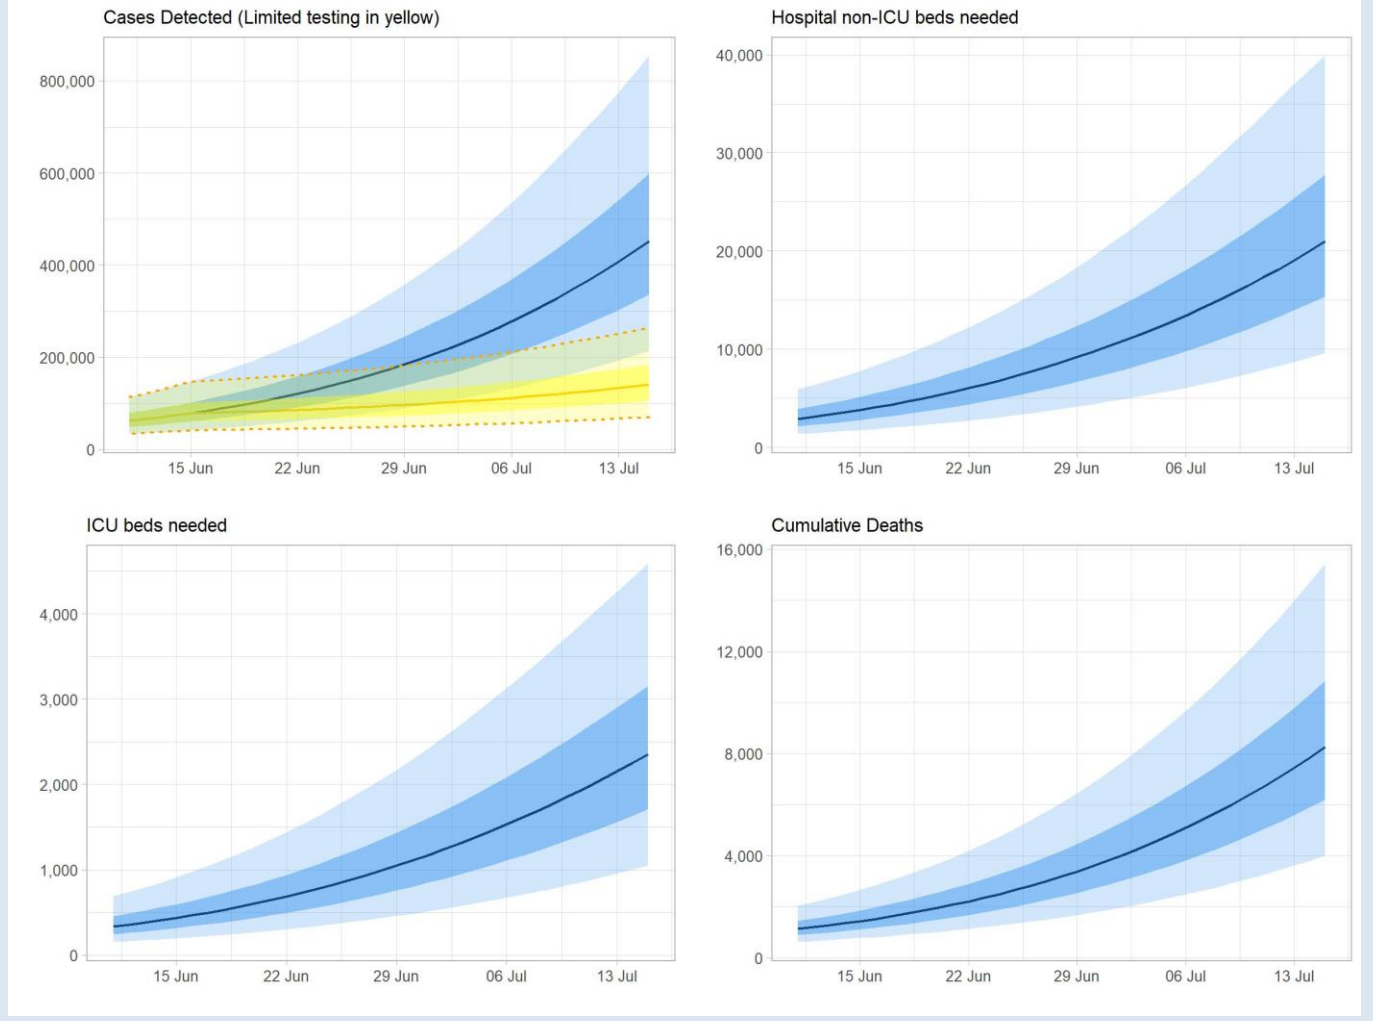 Cases Detected (Limited testing in yellow)
800,000
600,000
400,000
200,000
0
15 Jun 22 Jun 29 Jun 06 Jul 13 Jul
Hospital non-ICU beds needed
40,000
30,000
20,000
10,000
0
15 Jun 22 Jun 29 Jun 06 Jul 13 Jul
ICU beds needed
4,000
3,000
2,000
1,000
0
15 Jun 22 Jun 29 Jun 06 Jul 13 Jul
Cumulative Deaths
16,000
12,000
8,000
4,000
0
15 Jun 22 Jun 29 Jun 06 Jul 13 Jul